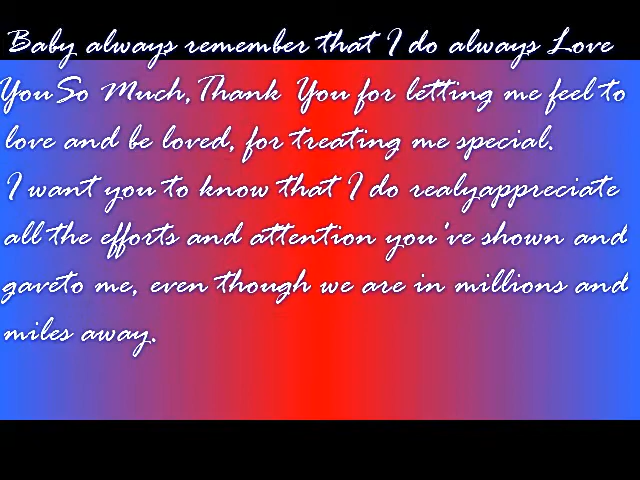 Baby always remember that I do always Love
You So Much, Thank You for letting me feel to
love and be loved, for treating me special.
I want you to know that I do realyappreciate
all the efforts and attention you've shown and
gaveto me, even though we are in millions and
miles away.